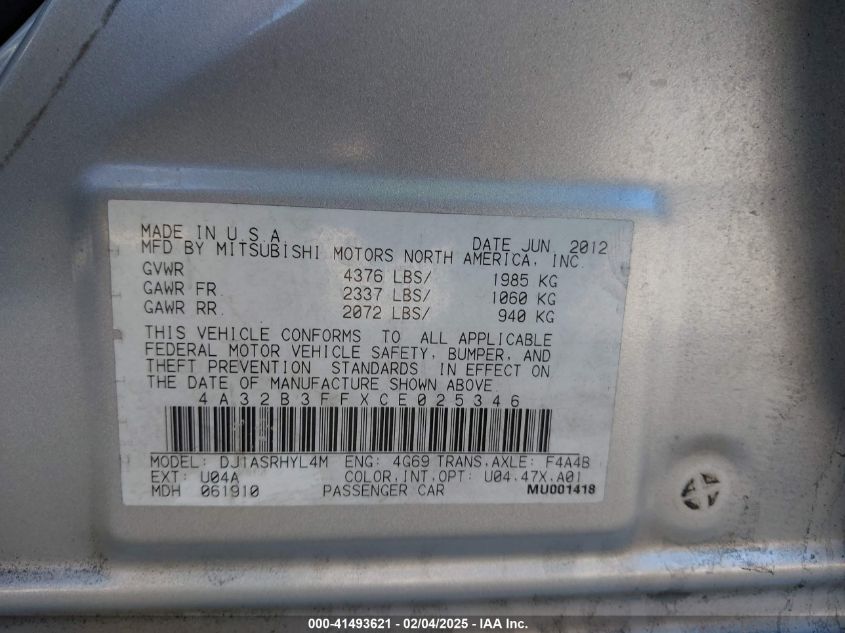 MADE IN U S A DATE JUN 2012
MFD BY MITSUBISHI MOTORS NORTH AMERICA, INC.
GVWR 4376 LBS/ 1985 KG
GAWR FR. 2337 LBS/ 1060 KG
GAWR RR. 2072 LBS/ 940 KG
THIS VEHICLE CONFORMS TO ALL APPLICABLE
FEDERAL MOTOR VEHICLE SAFETY, BUMPER, AND
THEFT PREVENTION STANDARDS IN EFFECT ON
THE DATE OF MANUFACTURE SHOWN ABOVE.
4A32B3FFXCE025346
MODEL: DJ1ASRHYL4M ENG: 4G69 TRANS,AXLE: F4A4B
EXT: U04A COLOR,INT,OPT: U04,47X,A01
MDH 061910 PASSENGER CAR MU001418
000-41493621 - 02/04/2025 - IAA Inc.